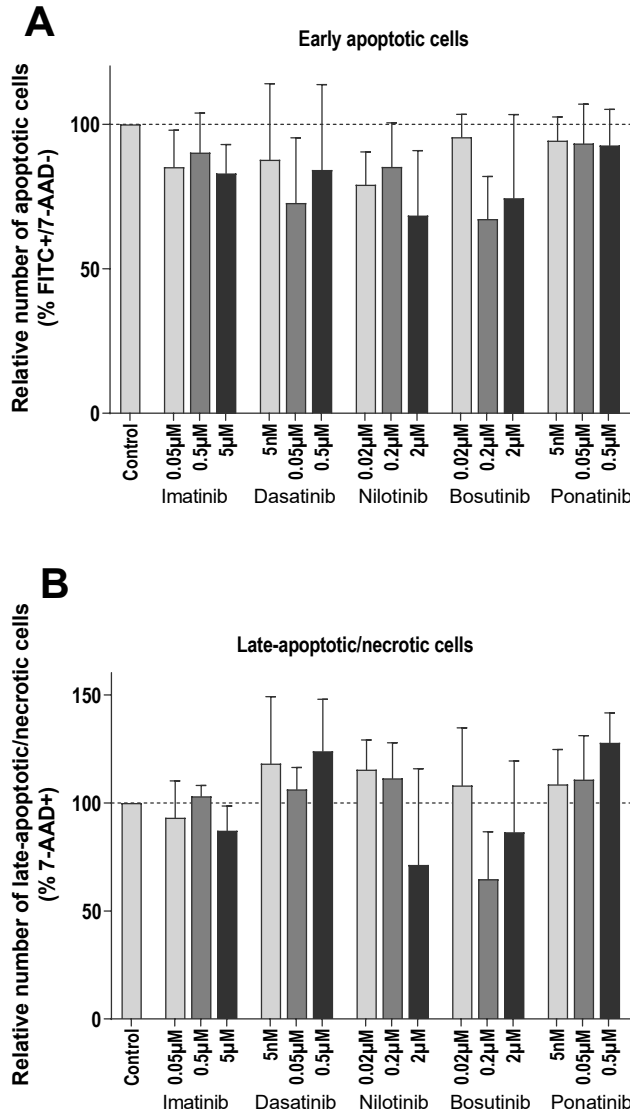 A
Early apoptotic cells
Relative number of apoptotic cells
(% FITC+/7-AAD-)
100
50
0
Control
0.05µM
0.5µM
5µM
5nM
0.05µM
0.5µM
0.02µM
0.2µM
2µM
0.02µM
0.2µM
2µM
5nM
0.05µM
0.5µM
Imatinib
Dasatinib
Nilotinib
Bosutinib
Ponatinib
B
Late-apoptotic/necrotic cells
Relative number of late-apoptotic/necrotic cells
(% 7-AAD+)
150
100
50
0
Control
0.05µM
0.5µM
5µM
5nM
0.05µM
0.5µM
0.02µM
0.2µM
2µM
0.02µM
0.2µM
2µM
5nM
0.05µM
0.5µM
Imatinib
Dasatinib
Nilotinib
Bosutinib
Ponatinib